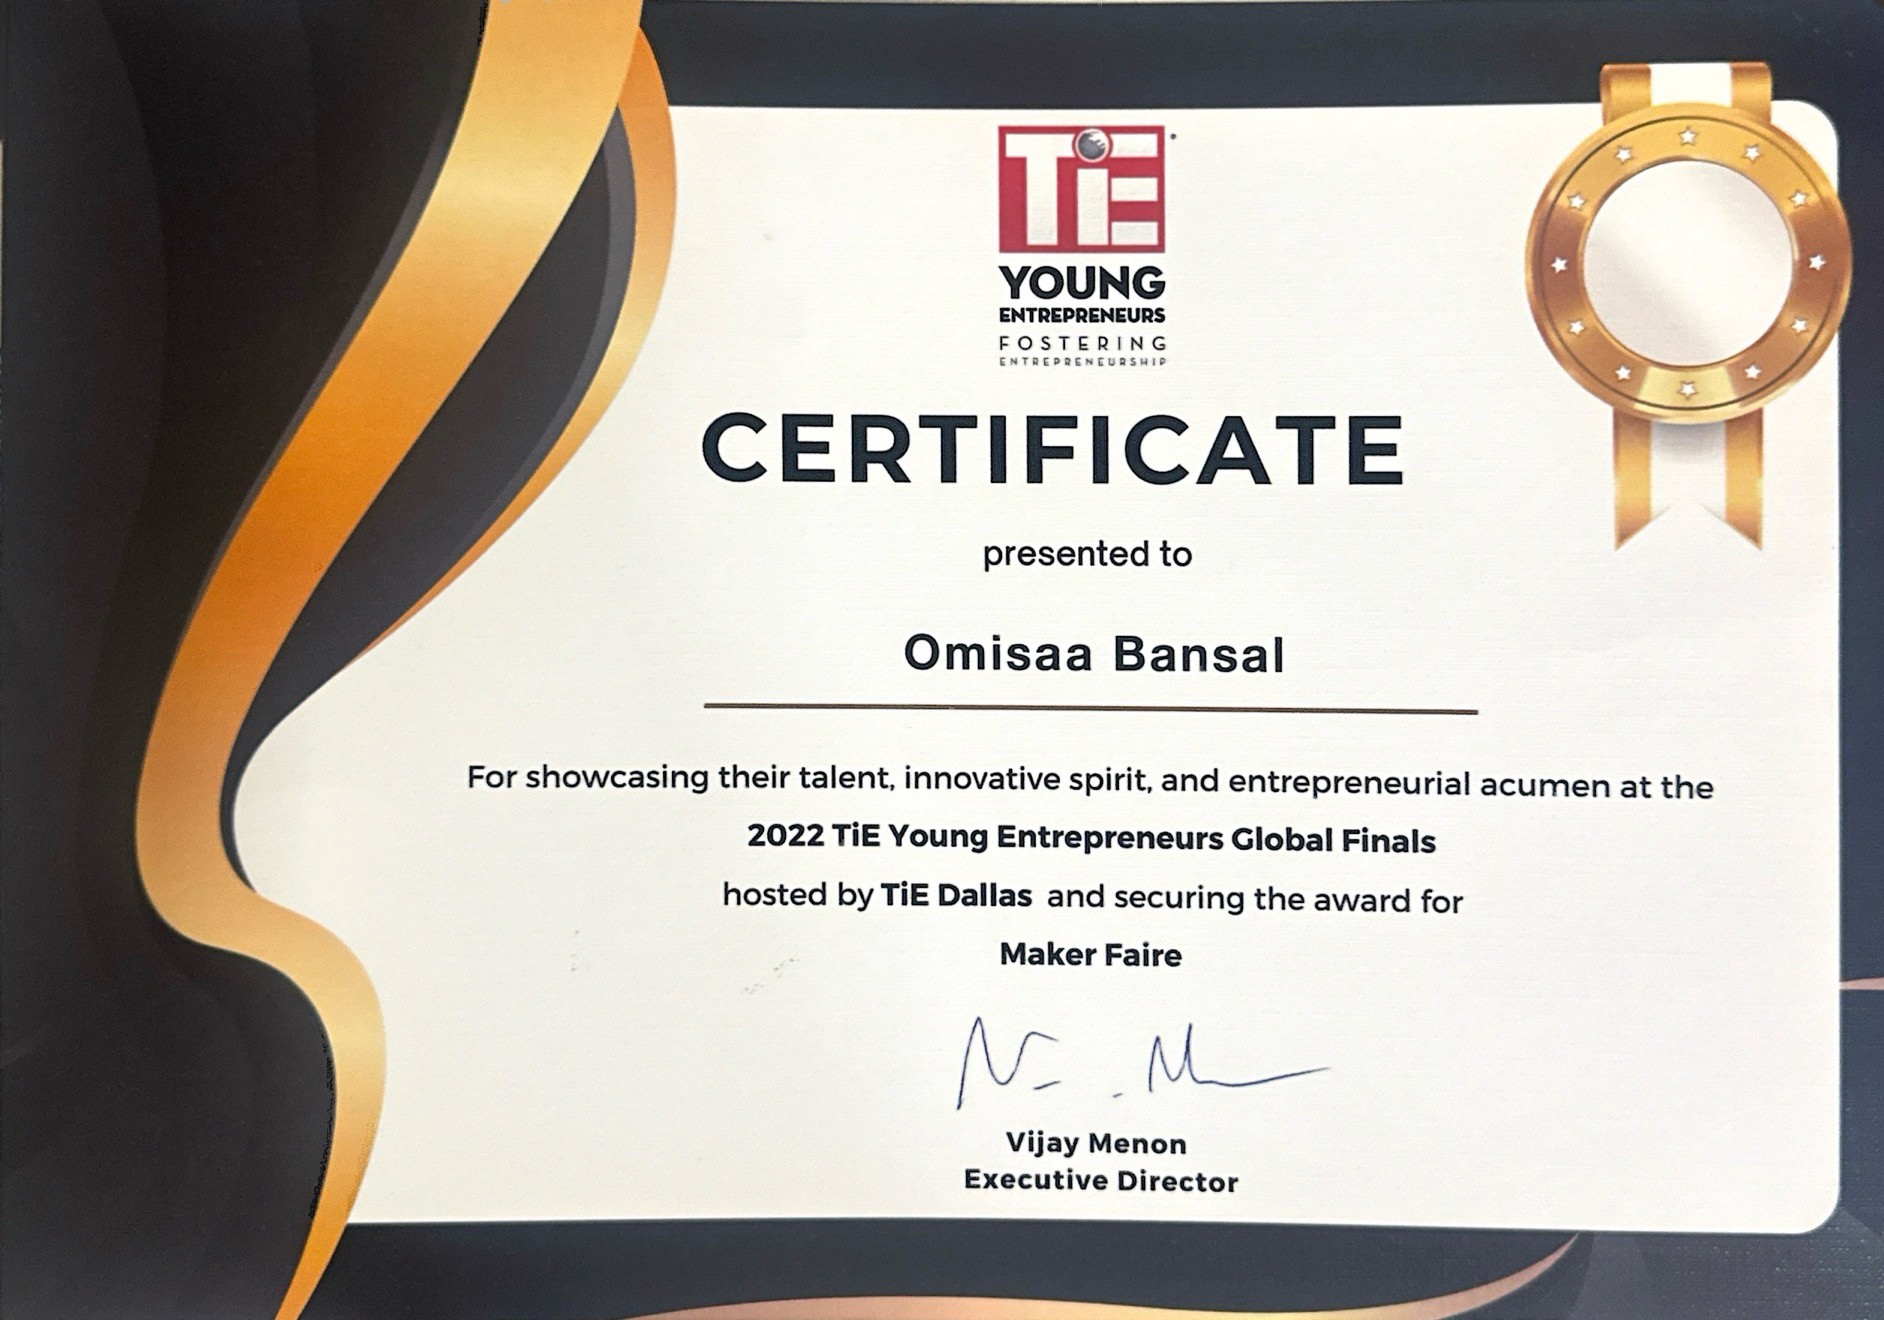 TiE
YOUNG
ENTREPRENEURS
FOSTERING
ENTREPRENEURSHIP
CERTIFICATE
presented to
Omisaa Bansal
For showcasing their talent, innovative spirit, and entrepreneurial acumen at the
2022 TiE Young Entrepreneurs Global Finals
hosted by TiE Dallas and securing the award for
Maker Faire
Vijay Menon
Executive Director